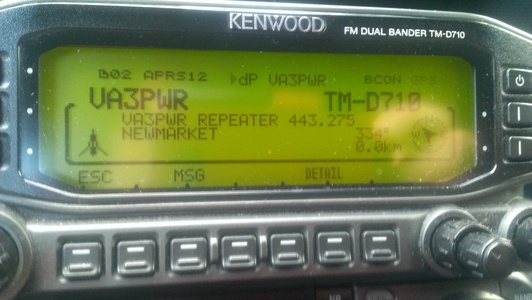 KENWOOD
FM DUAL BANDER TM-D710
B02 APRS12 dP VA3PWR BCON GPS
VA3PWR TM-D710
VA3PWR REPEATER 443.275
NEWMARKET 334°
0.0km
ESC MSG DETAIL